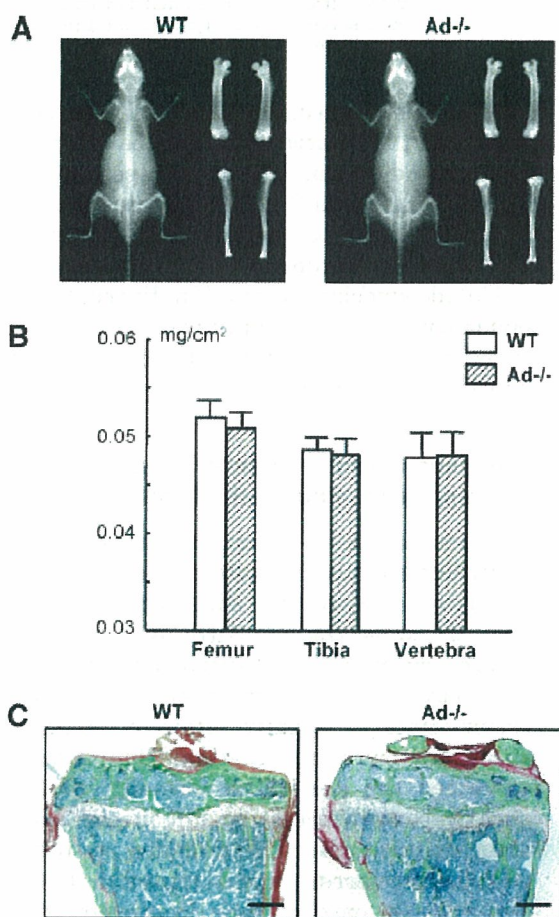 A
WT
Ad-/-
B
mg/cm²
0.06
0.05
0.04
0.03
WT
Ad-/-
Femur
Tibia
Vertebra
C
WT
Ad-/-